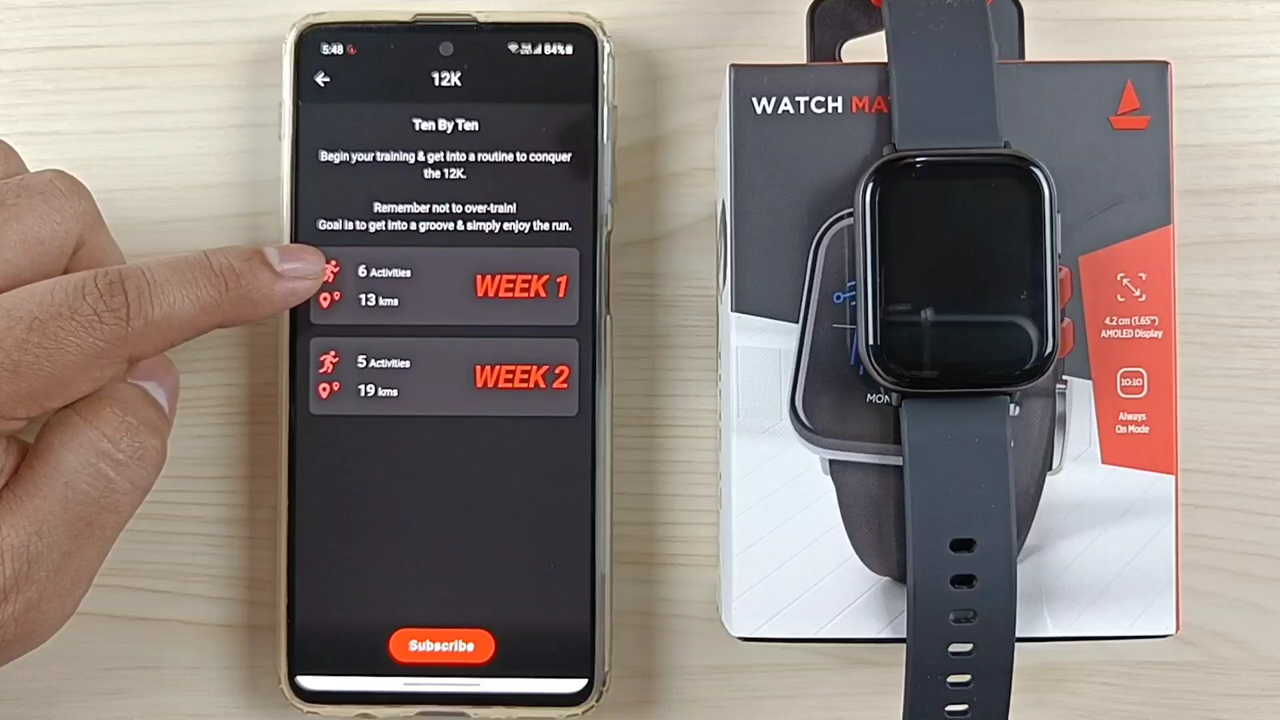 5:48
84%
12K
Ten By Ten
Begin your training & get into a routine to conquer
the 12K.
Remember not to over-train!
Goal is to get into a groove & simply enjoy the run.
6 Activities
13 kms
WEEK 1
5 Activities
19 kms
WEEK 2
Subscribe
WATCH MA
4.2 cm (1.65")
AMOLED Display
10:10
Always
On Mode
MON